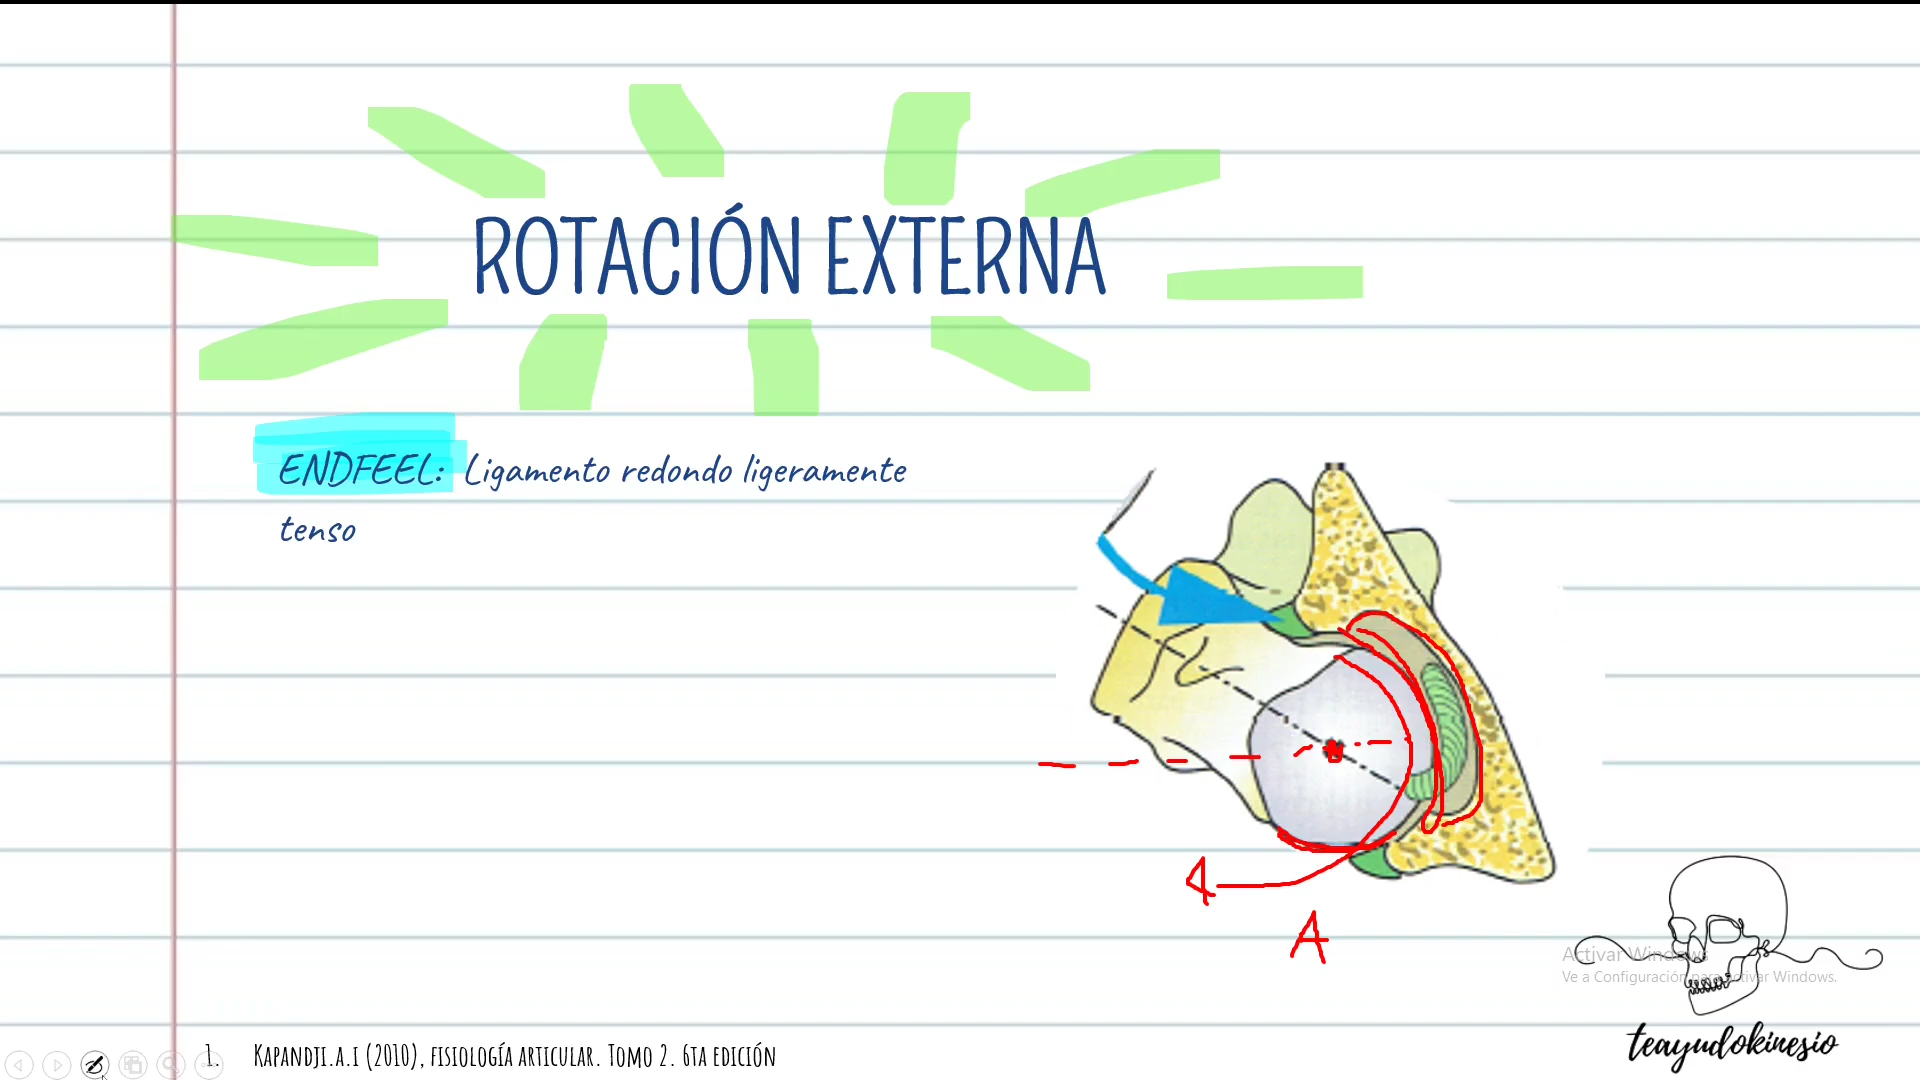 ROTACIÓN EXTERNA
ENDFEEL: Ligamento redondo ligeramente
tenso
A
Activar Windows
Ve a Configuración para activar Windows.
teayudokinesio
1. Kapandji.a.i (2010), fisiología articular. Tomo 2. 6ta edición